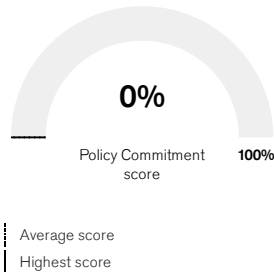 0%
Policy Commitment 100%
score
Average score
Highest score